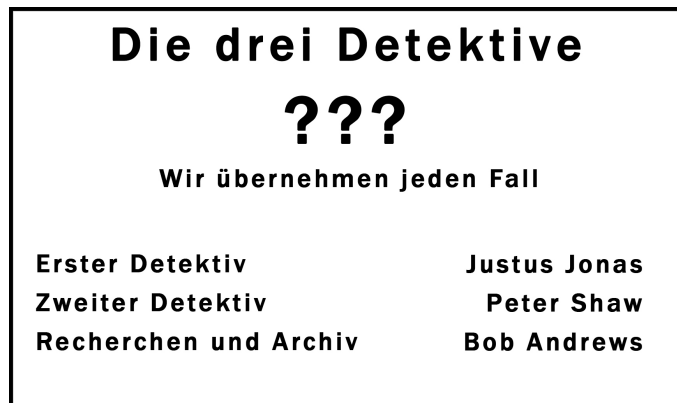 Die drei Detektive
???
Wir übernehmen jeden Fall
Erster Detektiv Justus Jonas
Zweiter Detektiv Peter Shaw
Recherchen und Archiv Bob Andrews